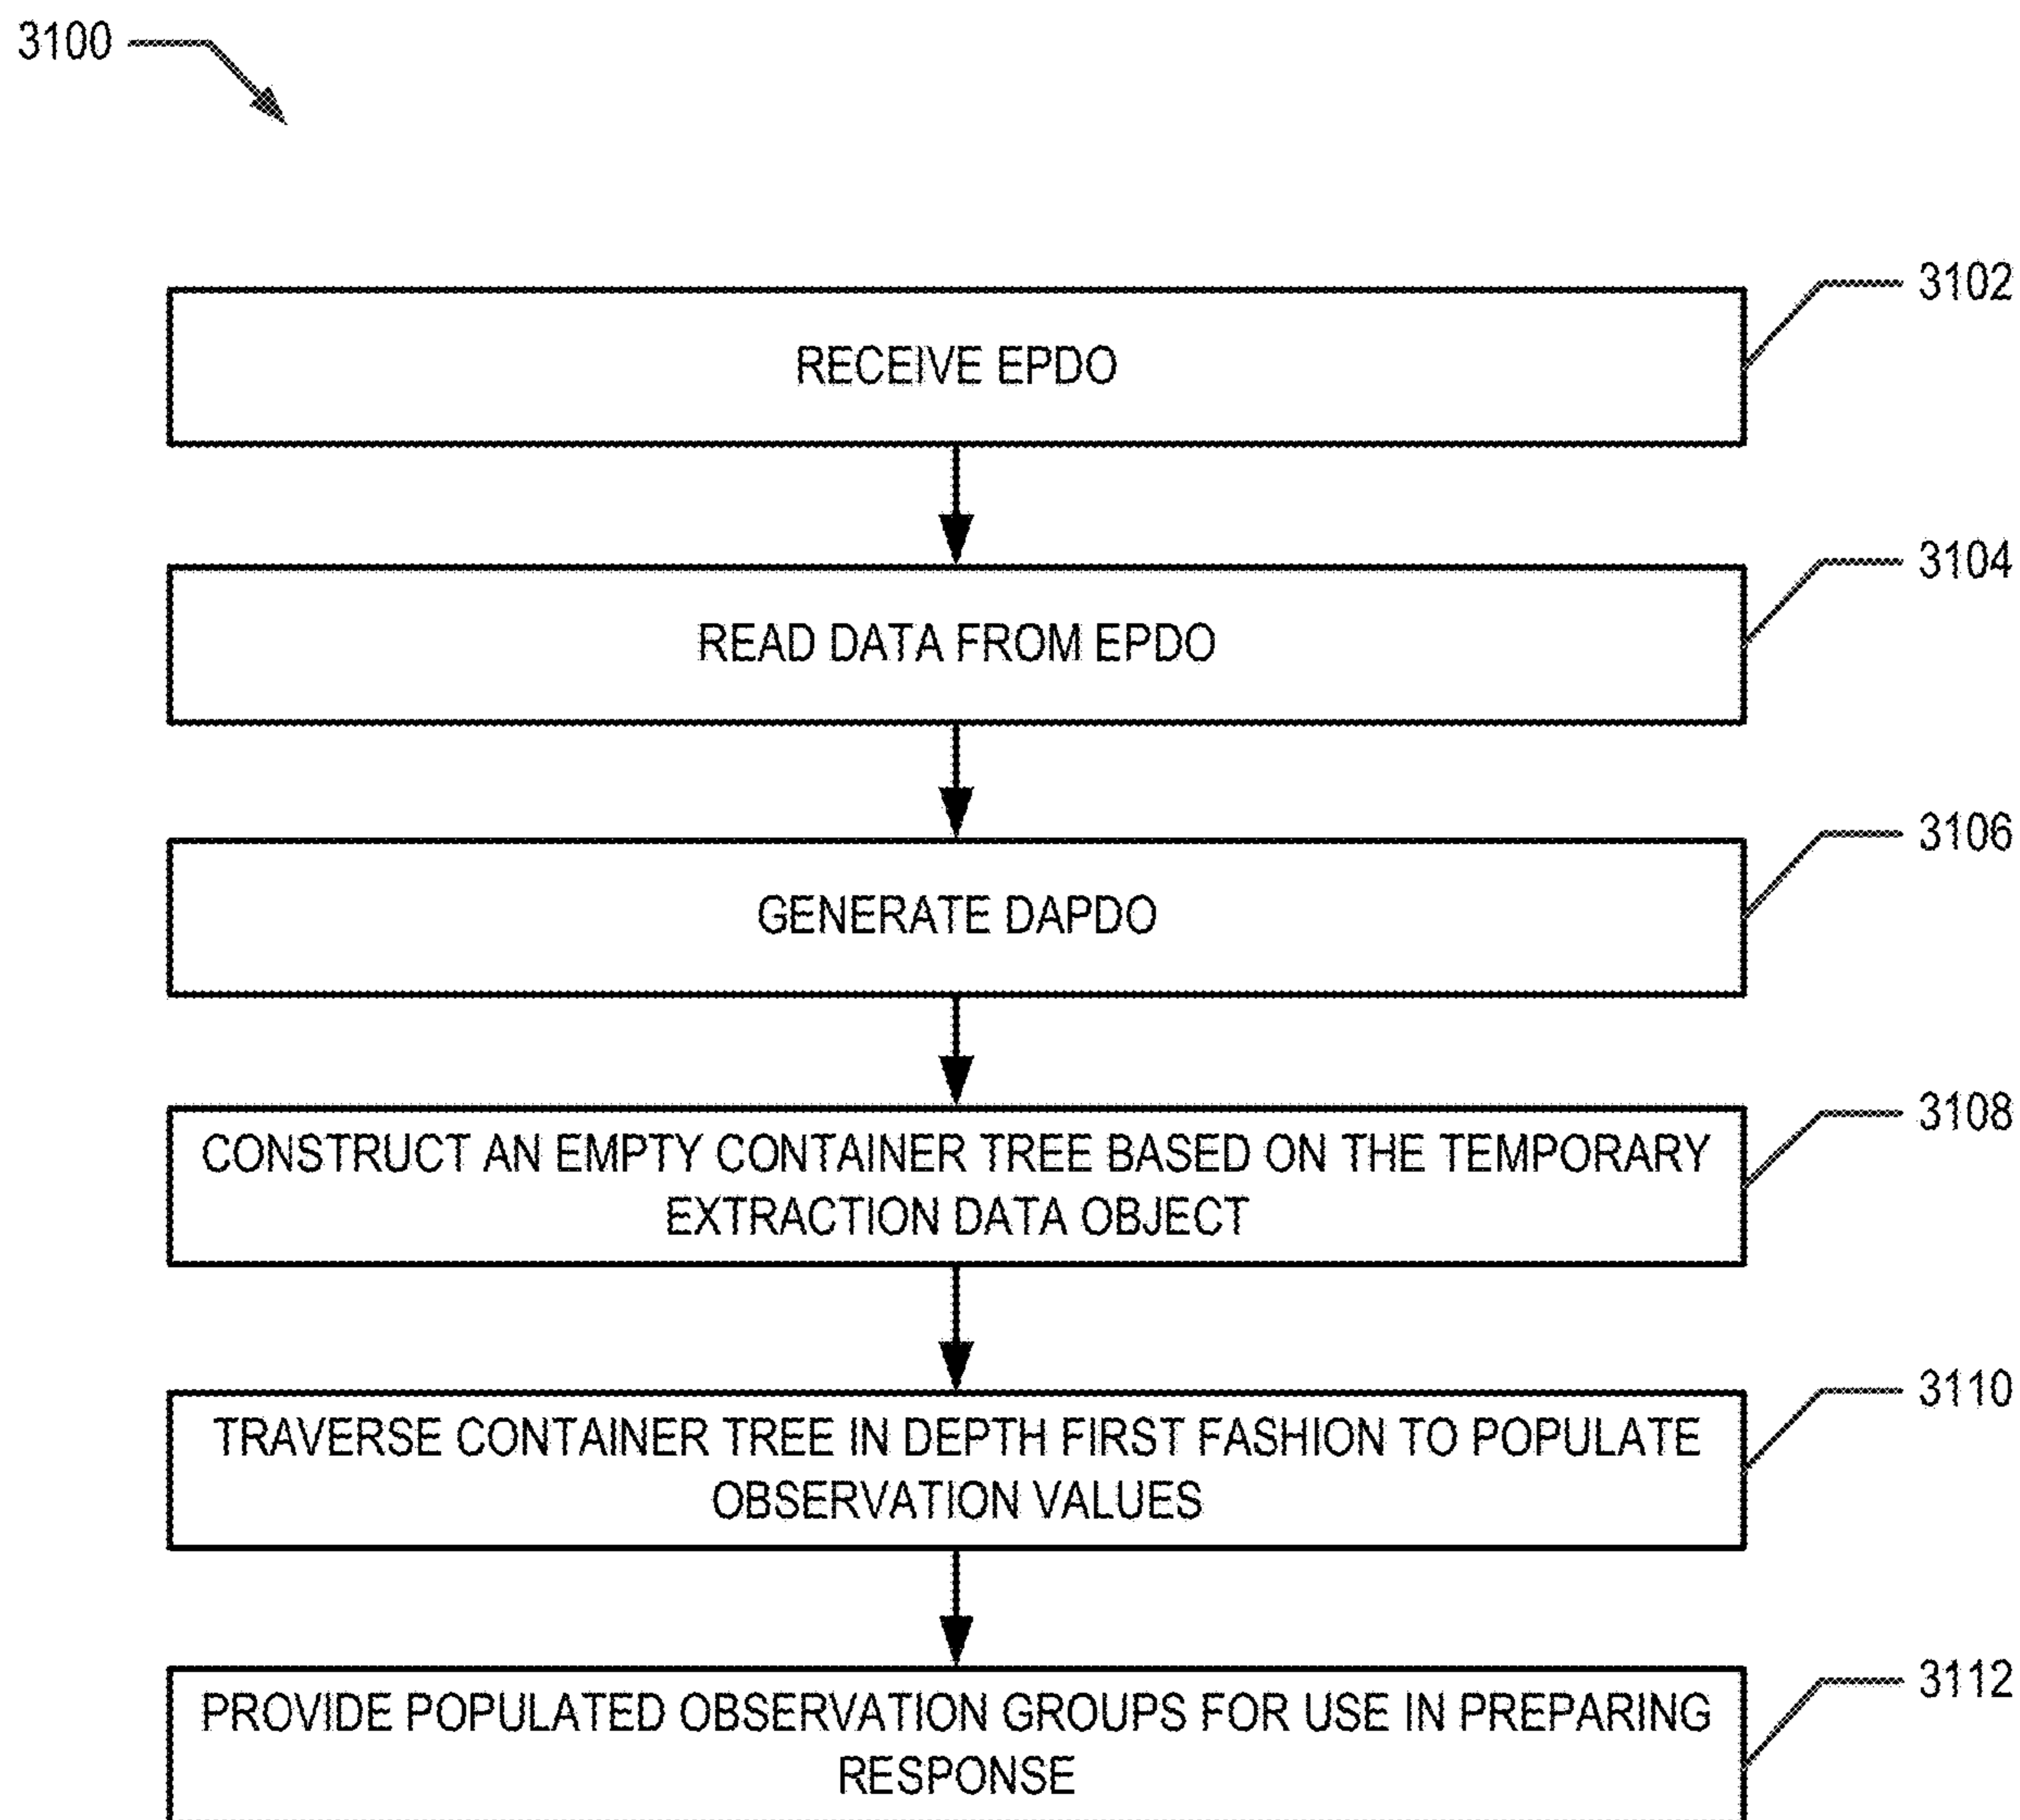 3100
3102
RECEIVE EPDO
3104
READ DATA FROM EPDO
3106
GENERATE DAPDO
3108
CONSTRUCT AN EMPTY CONTAINER TREE BASED ON THE TEMPORARY
EXTRACTION DATA OBJECT
3110
TRAVERSE CONTAINER TREE IN DEPTH FIRST FASHION TO POPULATE
OBSERVATION VALUES
3112
PROVIDE POPULATED OBSERVATION GROUPS FOR USE IN PREPARING
RESPONSE